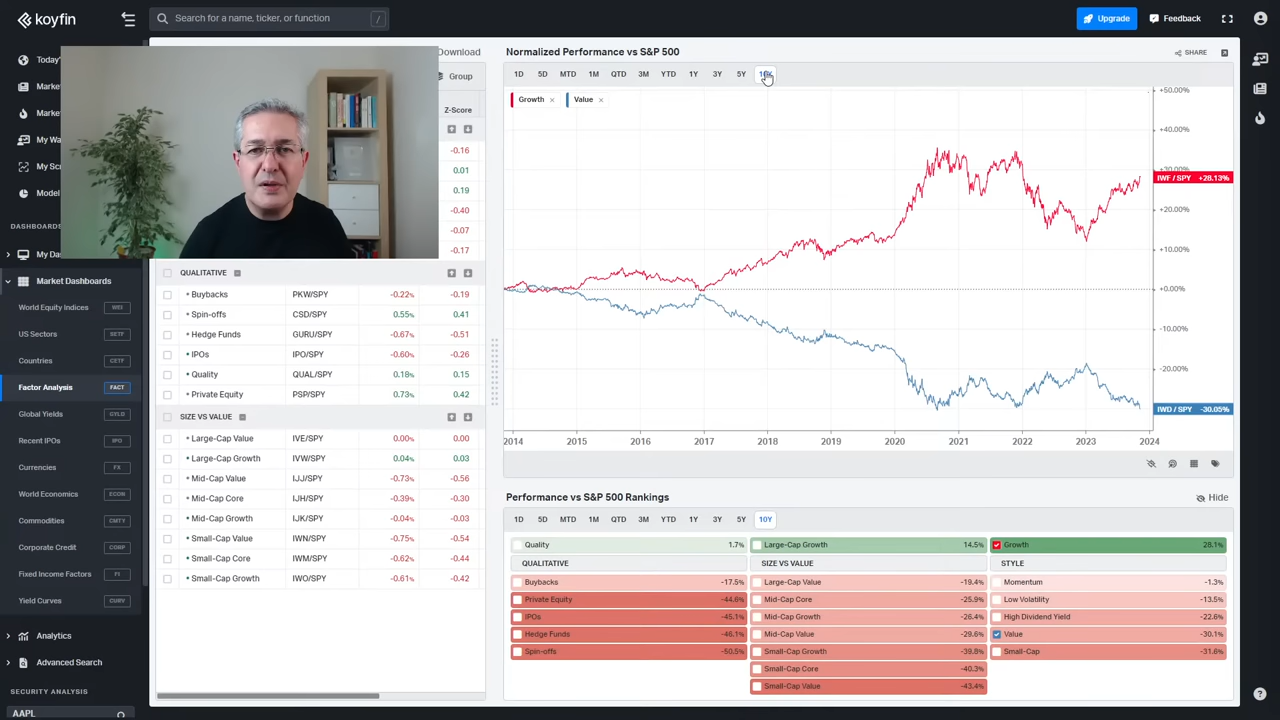 koyfin
Search for a name, ticker, or function
/
Upgrade
Feedback
Today'
Market
Market
My Wa
My Scr
Model
DASHBOARDS
My Da
Market Dashboards
World Equity Indices WEI
US Sectors SETF
Countries CETF
Factor Analysis FACT
Global Yields GYLD
Recent IPOs IPO
Currencies FX
World Economics ECON
Commodities CMTY
Corporate Credit CORP
Fixed Income Factors FI
Yield Curves CURV
Analytics
Advanced Search
SECURITY ANALYSIS
AAPL
Download
Group
Z-Score
-0.16
0.01
0.19
-0.40
-0.07
-0.17
QUALITATIVE
Buybacks PKW/SPY -0.22% -0.19
Spin-offs CSD/SPY 0.55% 0.41
Hedge Funds GURU/SPY -0.67% -0.51
IPOs IPO/SPY -0.60% -0.26
Quality QUAL/SPY 0.18% 0.15
Private Equity PSP/SPY 0.73% 0.42
SIZE VS VALUE
Large-Cap Value IVE/SPY 0.00% 0.00
Large-Cap Growth IVW/SPY 0.04% 0.03
Mid-Cap Value IJJ/SPY -0.73% -0.56
Mid-Cap Core IJH/SPY -0.39% -0.30
Mid-Cap Growth IJK/SPY -0.04% -0.03
Small-Cap Value IWN/SPY -0.75% -0.54
Small-Cap Core IWM/SPY -0.62% -0.44
Small-Cap Growth IWO/SPY -0.61% -0.42
Normalized Performance vs S&P 500
SHARE
1D 5D MTD 1M QTD 3M YTD 1Y 3Y 5Y 10Y
Growth × Value ×
+50.00%
+40.00%
+30.00%
IWF / SPY +28.13%
+20.00%
+10.00%
+0.00%
-10.00%
-20.00%
IWD / SPY -30.05%
2014 2015 2016 2017 2018 2019 2020 2021 2022 2023 2024
Performance vs S&P 500 Rankings
Hide
1D 5D MTD 1M QTD 3M YTD 1Y 3Y 5Y 10Y
Quality 1.7% Large-Cap Growth 14.5% Growth 28.1%
QUALITATIVE SIZE VS VALUE STYLE
Buybacks -17.5% Large-Cap Value -19.4% Momentum -1.3%
Private Equity -44.6% Mid-Cap Core -25.9% Low Volatility -13.5%
IPOs -45.1% Mid-Cap Growth -26.4% High Dividend Yield -22.6%
Hedge Funds -46.1% Mid-Cap Value -29.6% Value -30.1%
Spin-offs -50.5% Small-Cap Growth -39.8% Small-Cap -31.6%
Small-Cap Core -40.3%
Small-Cap Value -43.4%